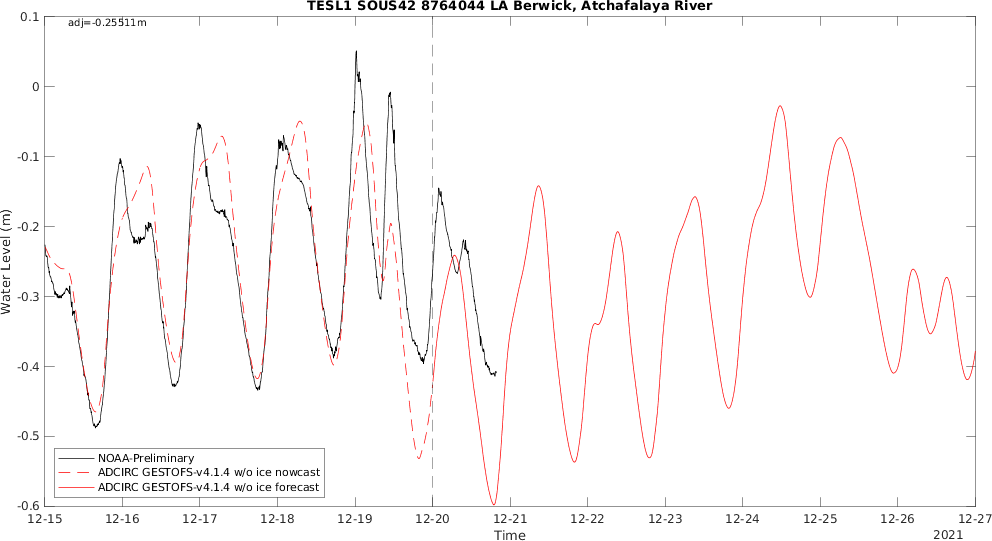 TESL1 SOUS42 8764044 LA Berwick, Atchafalaya River
adj=-0.25511m
0.1
0
-0.1
-0.2
-0.3
-0.4
-0.5
-0.6
Water Level (m)
NOAA-Preliminary
ADCIRC GESTOFS-v4.1.4 w/o ice nowcast
ADCIRC GESTOFS-v4.1.4 w/o ice forecast
12-15 12-16 12-17 12-18 12-19 12-20 12-21 12-22 12-23 12-24 12-25 12-26 12-27
Time
2021